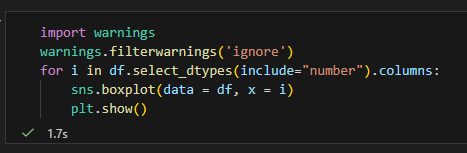 import warnings
warnings.filterwarnings('ignore')
for i in df.select_dtypes(include="number").columns:
    sns.boxplot(data = df, x = i)
    plt.show()
✓ 1.7s